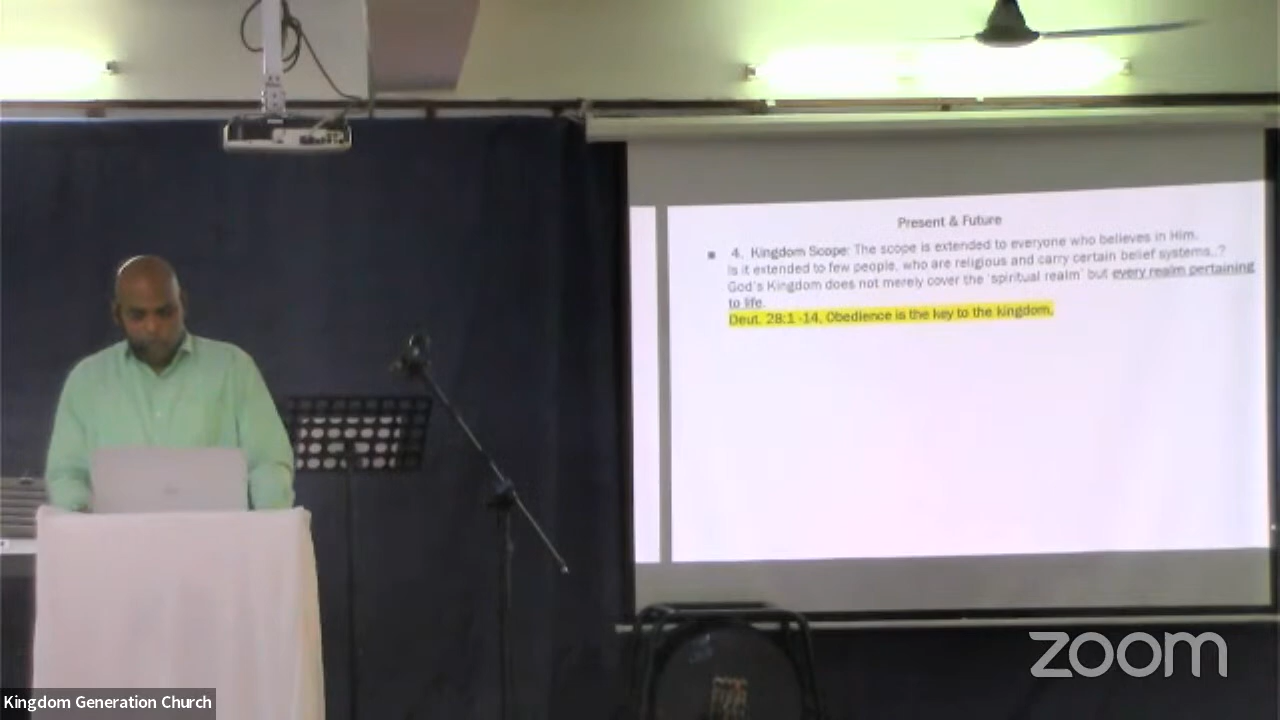 Present & Future
4. Kingdom Scope: The scope is extended to everyone who believes in Him.
Is it extended to few people, who are religious and carry certain belief systems..?
God's Kingdom does not merely cover the 'spiritual realm' but every realm pertaining
to life.
Deut. 28:1 -14, Obedience is the key to the kingdom.
zoom
Kingdom Generation Church